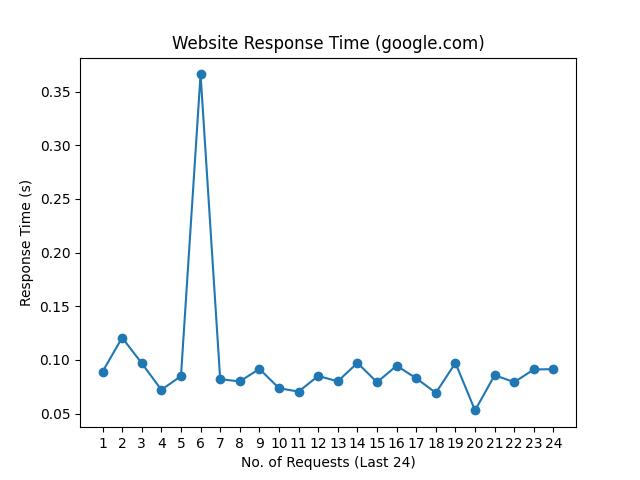 Website Response Time (google.com)
0.35
0.30
0.25
0.20
0.15
0.10
0.05
Response Time (s)
1 2 3 4 5 6 7 8 9 10 11 12 13 14 15 16 17 18 19 20 21 22 23 24
No. of Requests (Last 24)